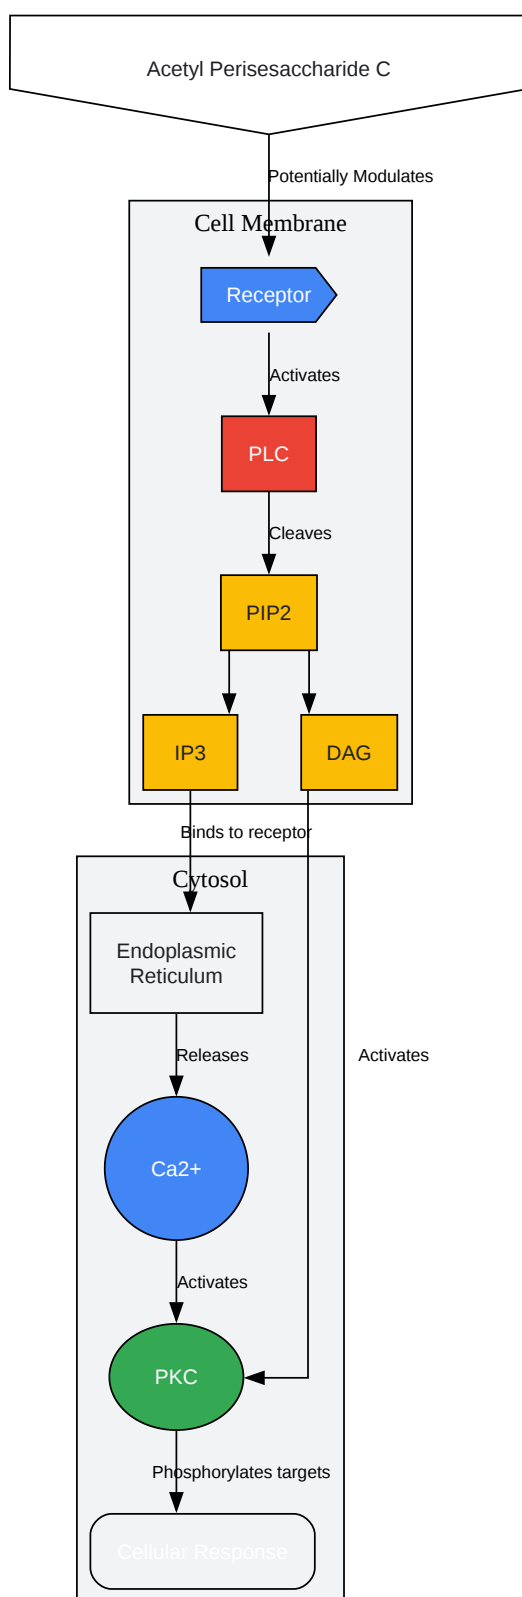 Acetyl Perisesaccharide C
Potentially Modulates
Cell Membrane
Receptor
Activates
PLC
Cleaves
PIP2
IP3
DAG
Binds to receptor
Cytosol
Endoplasmic
Reticulum
Releases
Activates
Ca2+
Activates
PKC
Phosphorylates targets
Cellular Response